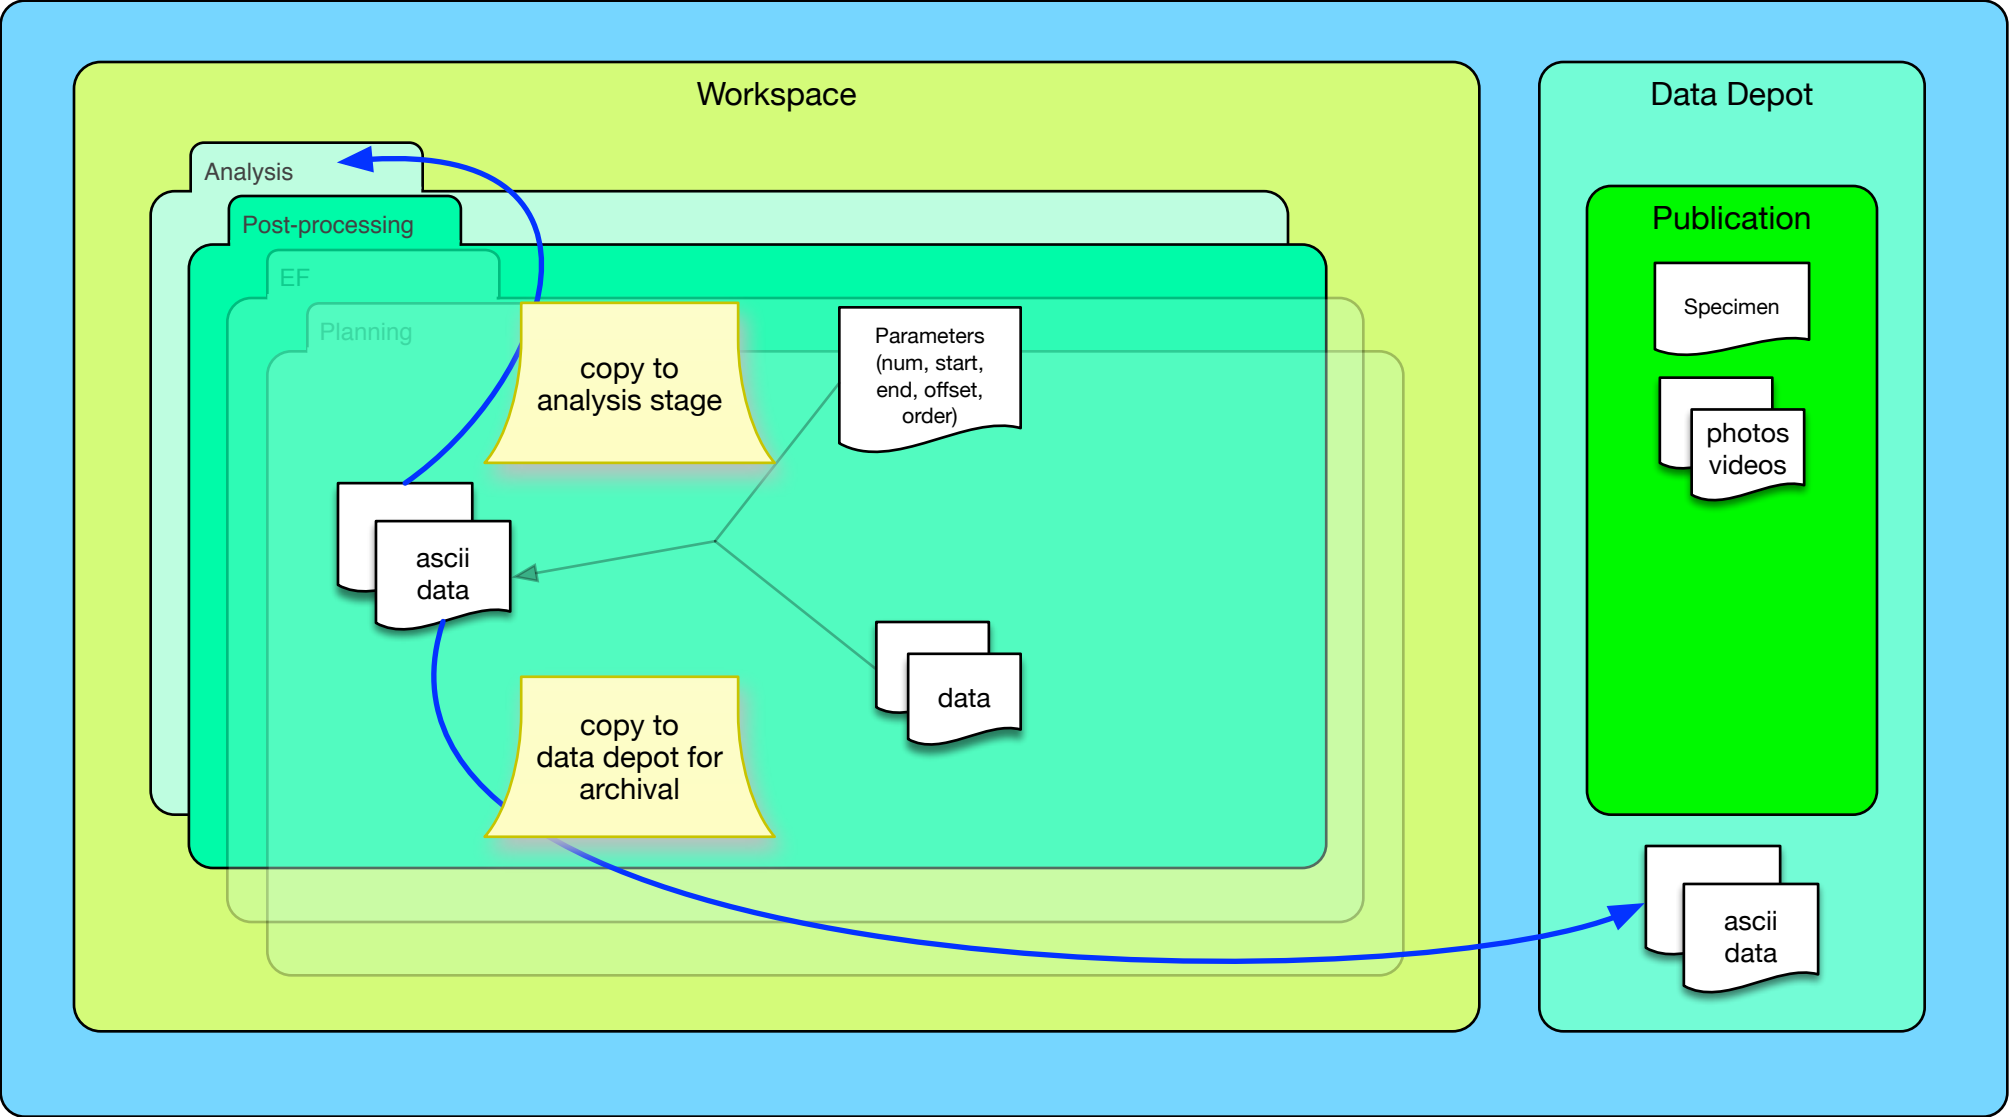 Workspace
Data Depot
Analysis
Post-processing
EF
Planning
copy to
analysis stage
Parameters
(num, start,
end, offset,
order)
ascii
data
data
copy to
data depot for
archival
Publication
Specimen
photos
videos
ascii
data